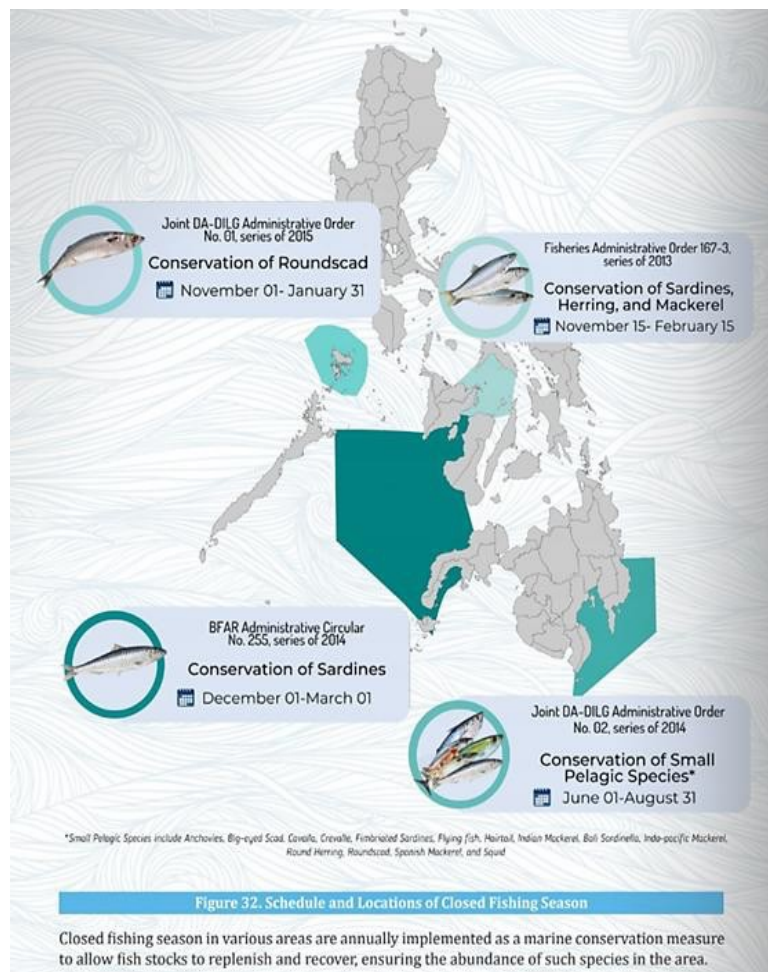 Joint DA-DILG Administrative Order
No. 01, series of 2015
Conservation of Roundscad
November 01- January 31
Fisheries Administrative Order 167-3,
series of 2013
Conservation of Sardines,
Herring, and Mackerel
November 15- February 15
BFAR Administrative Circular
No. 255, series of 2014
Conservation of Sardines
December 01-March 01
Joint DA-DILG Administrative Order
No. 02, series of 2014
Conservation of Small
Pelagic Species*
June 01-August 31
*Small Pelagic Species include Anchovies, Big-eyed Scad, Cavalla, Crevalle, Fimbriated Sardines, Flying fish, Hairtail, Indian Mackerel, Bali Sardinella, Indo-pacific Mackerel,
Round Herring, Roundscad, Spanish Mackerel, and Squid
Figure 32. Schedule and Locations of Closed Fishing Season
Closed fishing season in various areas are annually implemented as a marine conservation measure
to allow fish stocks to replenish and recover, ensuring the abundance of such species in the area.